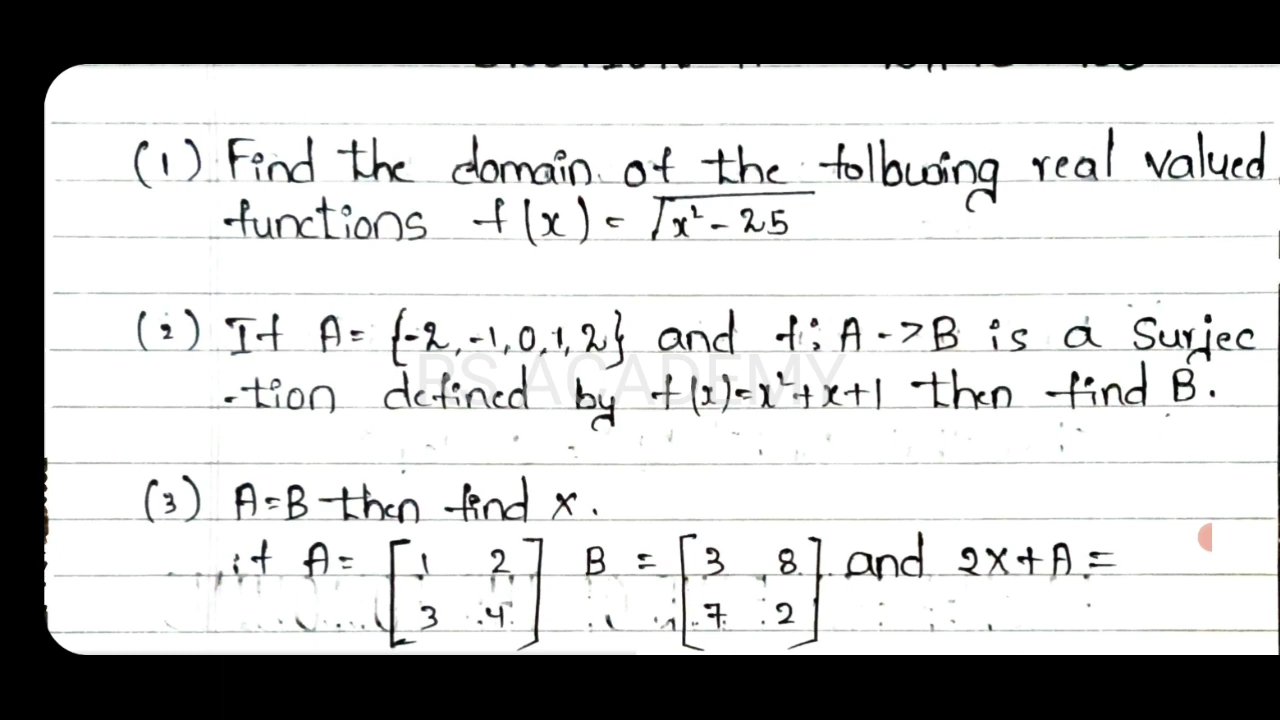 (1) Find the domain of the following real valued
functions f(x) = √x² - 25
(2) If A = {-2, -1, 0, 1, 2} and f: A -> B is a Surjec
-tion defined by f(x) = x² + x + 1 then find B.
PS ACADEMY
(3) A = B then find x.
if A = [1 2] B = [3 8] and 2x + A =
[3 4] [7 2]